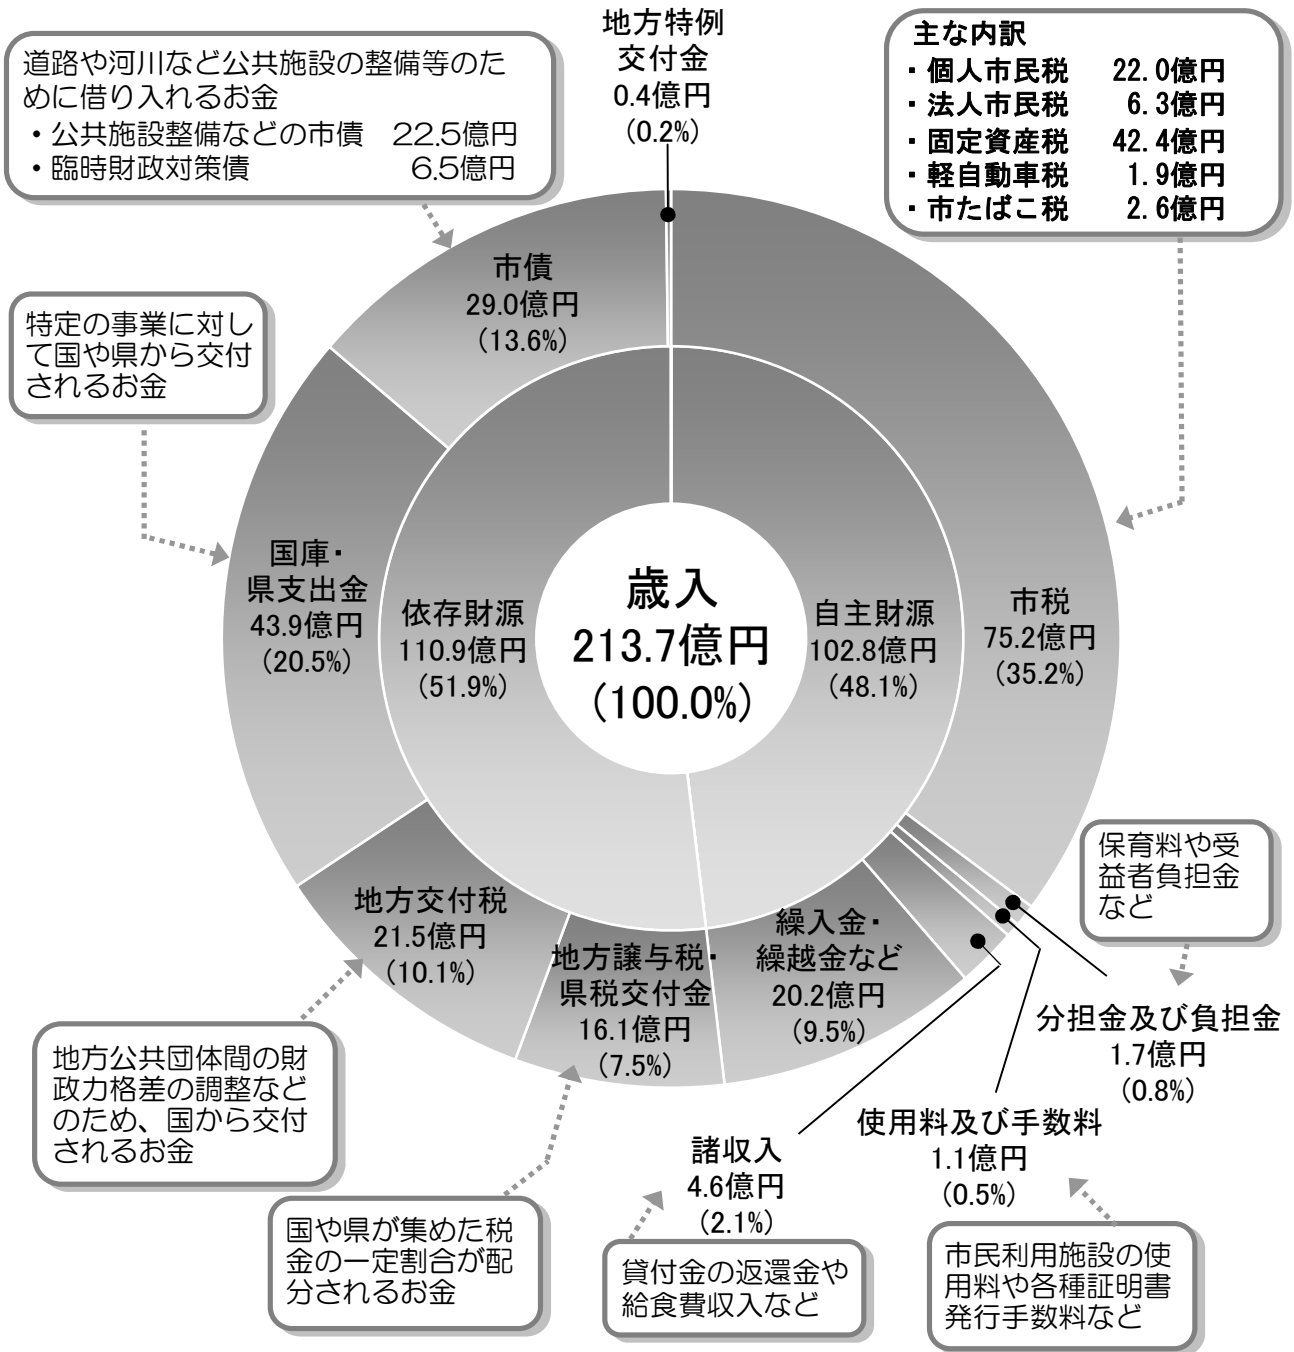 地方特例
交付金
0.4億円
(0.2%)
道路や河川など公共施設の整備等のた
めに借り入れるお金
・公共施設整備などの市債　22.5億円
・臨時財政対策債　6.5億円
主な内訳
・個人市民税　22.0億円
・法人市民税　6.3億円
・固定資産税　42.4億円
・軽自動車税　1.9億円
・市たばこ税　2.6億円
市債
29.0億円
(13.6%)
特定の事業に対し
て国や県から交付
されるお金
国庫・
県支出金
43.9億円
(20.5%)
依存財源
110.9億円
(51.9%)
歳入
213.7億円
(100.0%)
自主財源
102.8億円
(48.1%)
市税
75.2億円
(35.2%)
保育料や受
益者負担金
など
地方交付税
21.5億円
(10.1%)
地方譲与税・
県税交付金
16.1億円
(7.5%)
繰入金・
繰越金など
20.2億円
(9.5%)
分担金及び負担金
1.7億円
(0.8%)
地方公共団体間の財
政力格差の調整など
のため、国から交付
されるお金
使用料及び手数料
1.1億円
(0.5%)
諸収入
4.6億円
(2.1%)
国や県が集めた税
金の一定割合が配
分されるお金
貸付金の返還金や
給食費収入など
市民利用施設の使
用料や各種証明書
発行手数料など